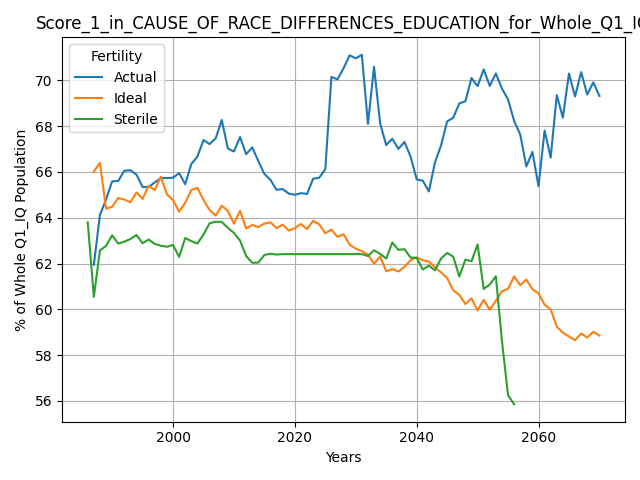 Score_1_in_CAUSE_OF_RACE_DIFFERENCES_EDUCATION_for_Whole_Q1_IQ
Fertility
Actual
Ideal
Sterile
% of Whole Q1_IQ Population
70
68
66
64
62
60
58
56
2000
2020
2040
2060
Years